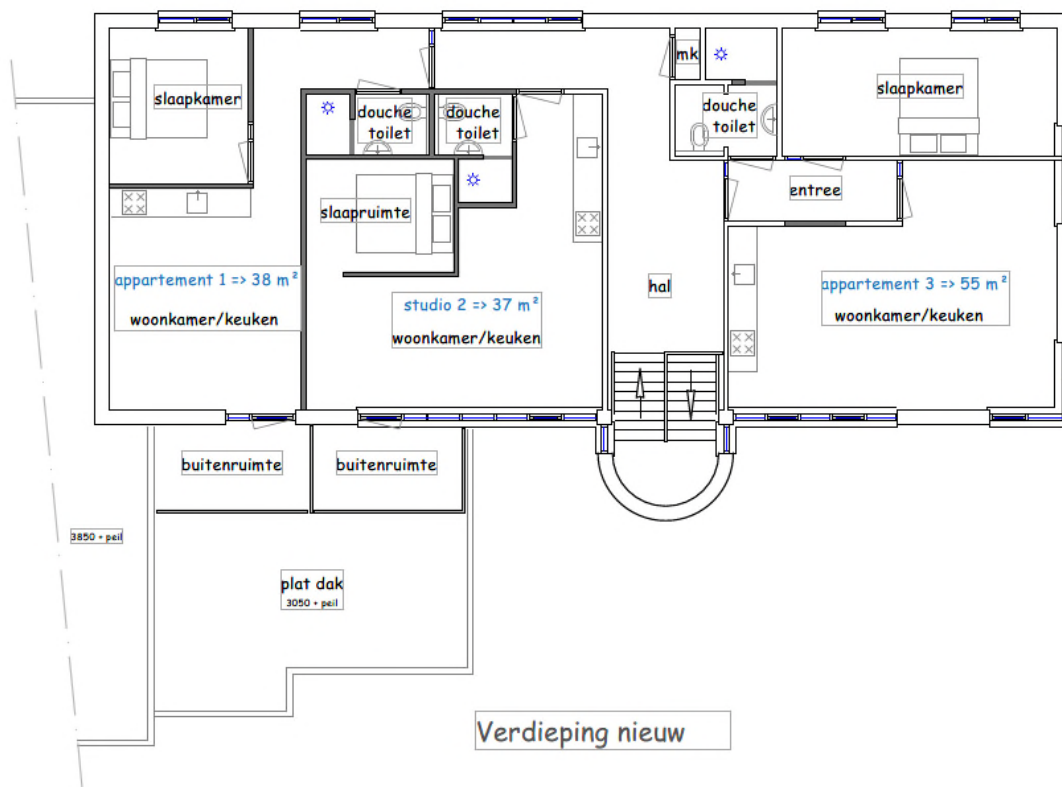 slaapkamer
mk
slaapkamer
douche
toilet
douche
toilet
douche
toilet
entree
slaapruimte
appartement 1 => 38 m²
woonkamer/keuken
studio 2 => 37 m²
woonkamer/keuken
hal
appartement 3 => 55 m²
woonkamer/keuken
buitenruimte
buitenruimte
3850 + peil
plat dak
3050 + peil
Verdieping nieuw